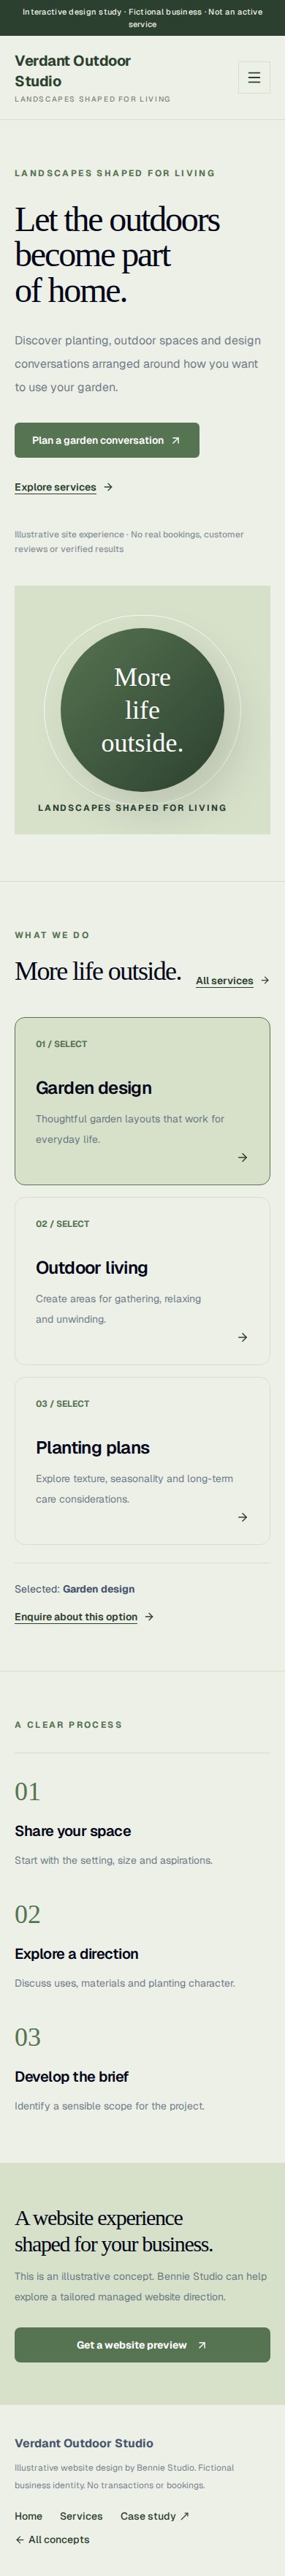 Interactive design study · Fictional business · Not an active
service
Verdant Outdoor
Studio
LANDSCAPES SHAPED FOR LIVING
LANDSCAPES SHAPED FOR LIVING
Let the outdoors
become part
of home.
Discover planting, outdoor spaces and design
conversations arranged around how you want
to use your garden.
Plan a garden conversation ↗
Explore services →
Illustrative site experience · No real bookings, customer
reviews or verified results
More
life
outside.
LANDSCAPES SHAPED FOR LIVING
WHAT WE DO
More life outside.
All services →
01 / SELECT
Garden design
Thoughtful garden layouts that work for
everyday life.
→
02 / SELECT
Outdoor living
Create areas for gathering, relaxing
and unwinding.
→
03 / SELECT
Planting plans
Explore texture, seasonality and long-term
care considerations.
→
Selected: Garden design
Enquire about this option →
A CLEAR PROCESS
01
Share your space
Start with the setting, size and aspirations.
02
Explore a direction
Discuss uses, materials and planting character.
03
Develop the brief
Identify a sensible scope for the project.
A website experience
shaped for your business.
This is an illustrative concept. Bennie Studio can help
explore a tailored managed website direction.
Get a website preview ↗
Verdant Outdoor Studio
Illustrative website design by Bennie Studio. Fictional
business identity. No transactions or bookings.
Home Services Case study ↗
← All concepts